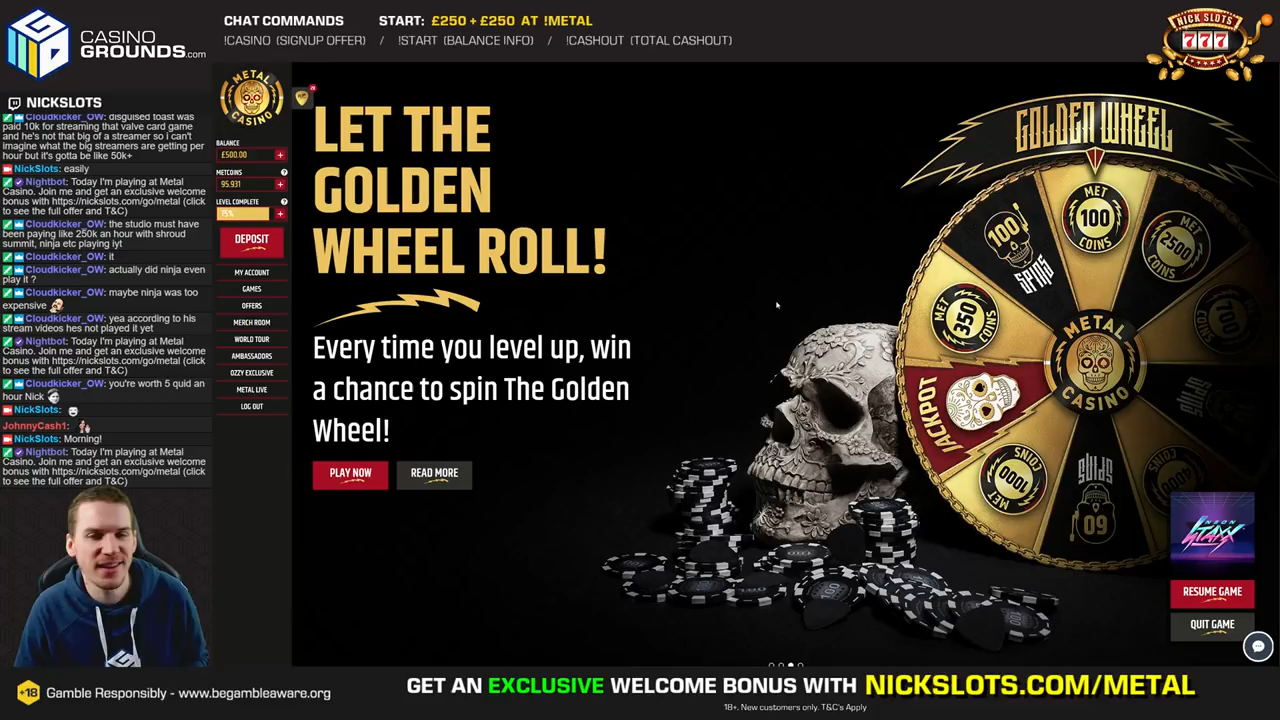 CASINO
GROUNDS.com
CHAT COMMANDS START: £250 + £250 AT !METAL
!CASINO (SIGNUP OFFER) / !START (BALANCE INFO) / !CASHOUT (TOTAL CASHOUT)
NICK SLOTS
777
NICKSLOTS
Cloudkicker_OW: disguised toast was
paid 10k for streaming that valve card game
and he's not that big of a streamer so i can't
imagine what the big streamers are getting per
hour but it's gotta be like 50k+
NickSlots: easily
Nightbot: Today I'm playing at Metal
Casino. Join me and get an exclusive welcome
bonus with https://nickslots.com/go/metal (click
to see the full offer and T&C)
Cloudkicker_OW: the studio must have
been paying like 250k an hour with shroud
summit, ninja etc playing iyt
Cloudkicker_OW: it
Cloudkicker_OW: actually did ninja even
play it ?
Cloudkicker_OW: maybe ninja was too
expensive
Cloudkicker_OW: yea according to his
stream videos hes not played it yet
Nightbot: Today I'm playing at Metal
Casino. Join me and get an exclusive welcome
bonus with https://nickslots.com/go/metal (click
to see the full offer and T&C)
Cloudkicker_OW: you're worth 5 quid an
hour Nick
NickSlots:
JohnnyCash1:
NickSlots: Morning!
Nightbot: Today I'm playing at Metal
Casino. Join me and get an exclusive welcome
bonus with https://nickslots.com/go/metal (click
to see the full offer and T&C)
METAL
CASINO
BALANCE
£500.00 +
METCOINS ?
95.931 +
LEVEL COMPLETE ?
15% +
DEPOSIT
MY ACCOUNT
GAMES
OFFERS
MERCH ROOM
WORLD TOUR
AMBASSADORS
OZZY EXCLUSIVE
METAL LIVE
LOG OUT
LET THE
GOLDEN
WHEEL ROLL!
Every time you level up, win
a chance to spin The Golden
Wheel!
PLAY NOW READ MORE
GOLDEN WHEEL
MET
100
COINS
MET
2500
COINS
MET
700
COINS
MET
4000
COINS
60
SPINS
MET
1000
COINS
JACKPOT
MET
350
COINS
100
SPINS
METAL
CASINO
RESUME GAME
QUIT GAME
+18 Gamble Responsibly - www.begambleaware.org
GET AN EXCLUSIVE WELCOME BONUS WITH NICKSLOTS.COM/METAL
18+. New customers only. T&C's Apply